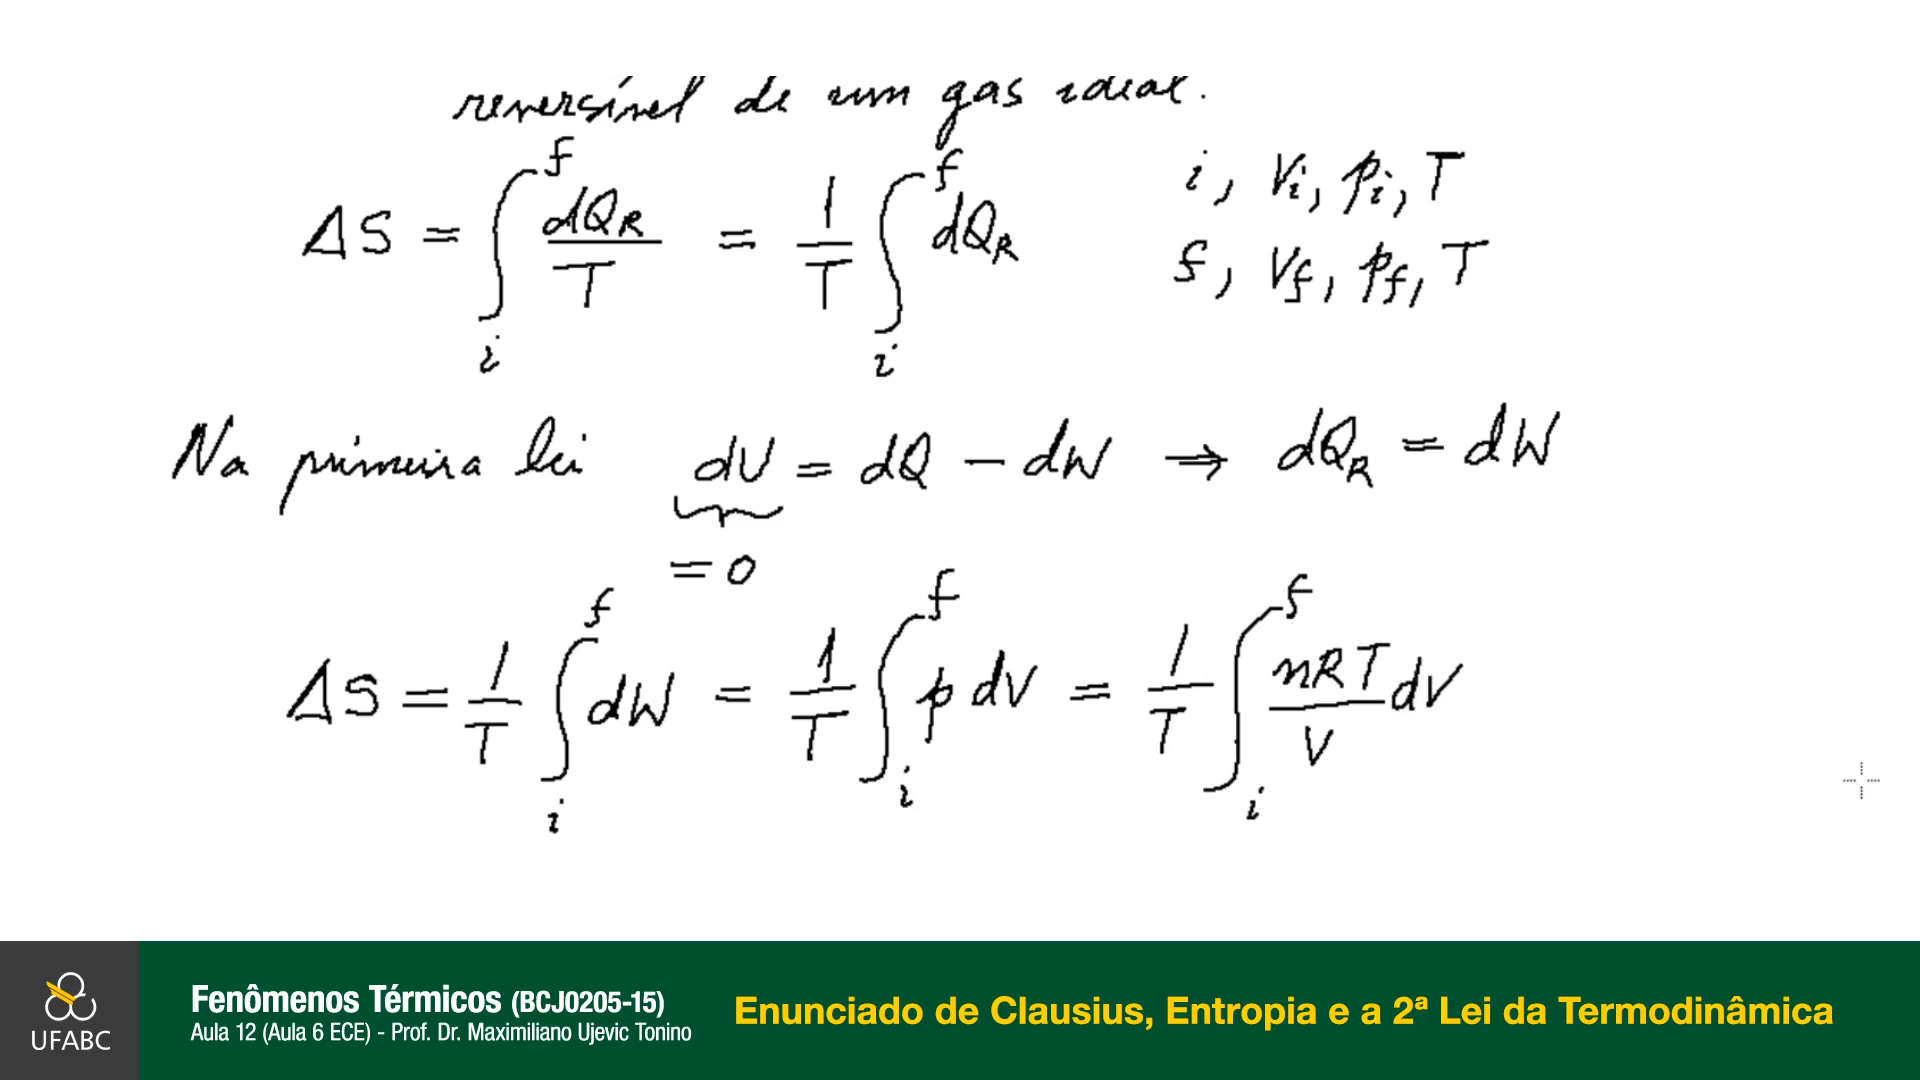 reversível de um gas ideal.
ΔS = ∫_i^f dQ_R / T = 1/T ∫_i^f dQ_R
i, V_i, p_i, T
f, V_f, p_f, T
Na primeira lei dU = dQ - dW ⇒ dQ_R = dW
= 0
ΔS = 1/T ∫_i^f dW = 1/T ∫_i^f p dV = 1/T ∫_i^f nRT/V dV
UFABC
Fenômenos Térmicos (BCJ0205-15)
Aula 12 (Aula 6 ECE) - Prof. Dr. Maximiliano Ujevic Tonino
Enunciado de Clausius, Entropia e a 2ª Lei da Termodinâmica